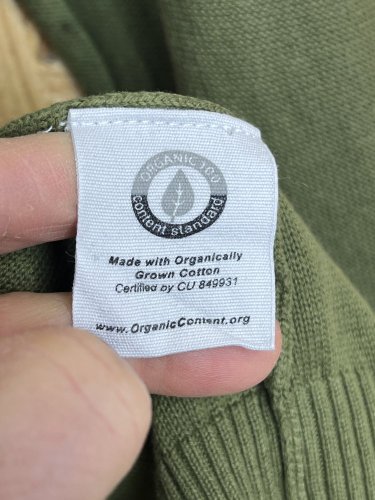 ORGANIC 100
content standard
Made with Organically
Grown Cotton
Certified by CU 849931
www.OrganicContent.org